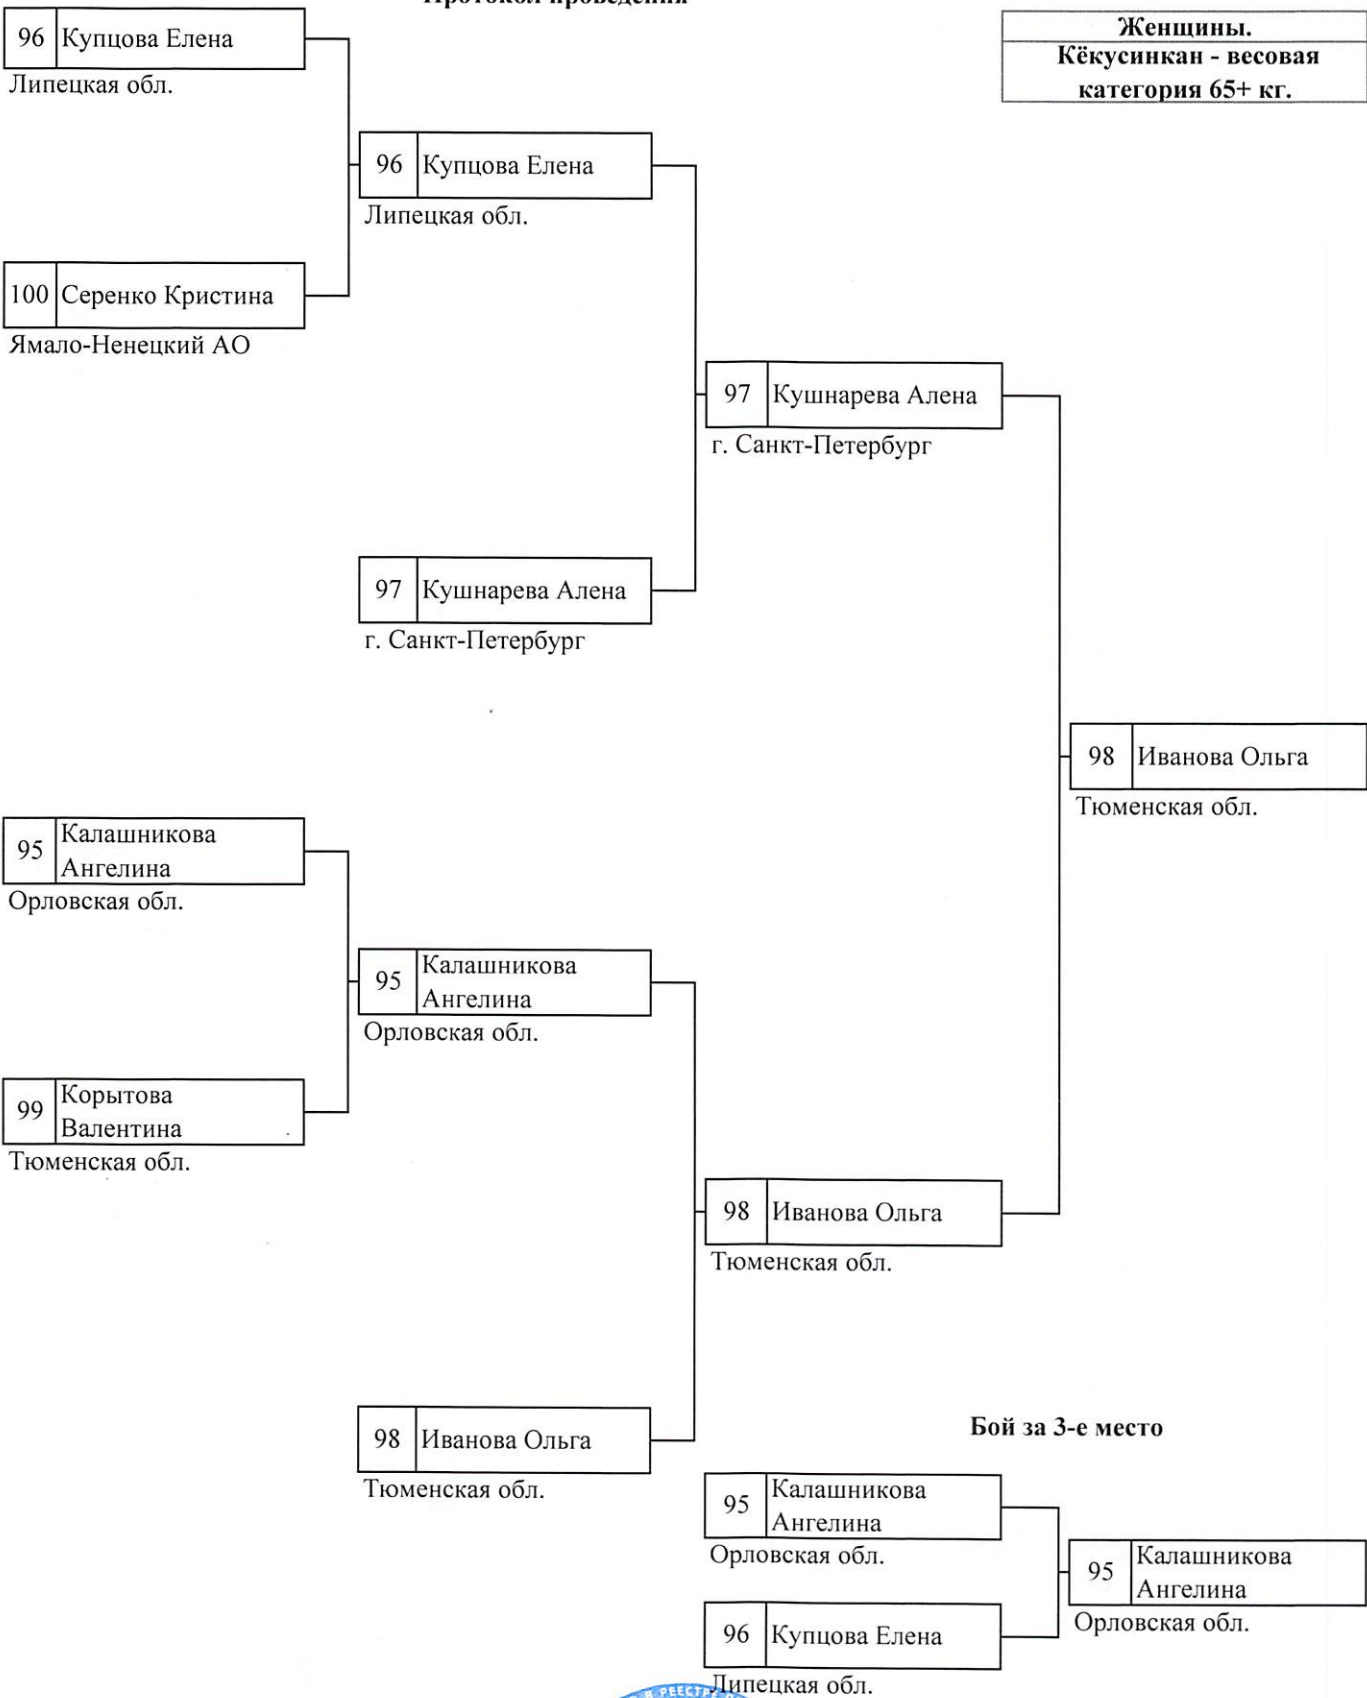 Протокол проведения
Женщины.
Кёкусинкан - весовая
категория 65+ кг.
96 Купцова Елена
Липецкая обл.
96 Купцова Елена
Липецкая обл.
100 Серенко Кристина
Ямало-Ненецкий АО
97 Кушнарева Алена
г. Санкт-Петербург
97 Кушнарева Алена
г. Санкт-Петербург
98 Иванова Ольга
Тюменская обл.
95 Калашникова
Ангелина
Орловская обл.
95 Калашникова
Ангелина
Орловская обл.
99 Корытова
Валентина
Тюменская обл.
98 Иванова Ольга
Тюменская обл.
98 Иванова Ольга
Тюменская обл.
Бой за 3-е место
95 Калашникова
Ангелина
Орловская обл.
95 Калашникова
Ангелина
Орловская обл.
96 Купцова Елена
Липецкая обл.